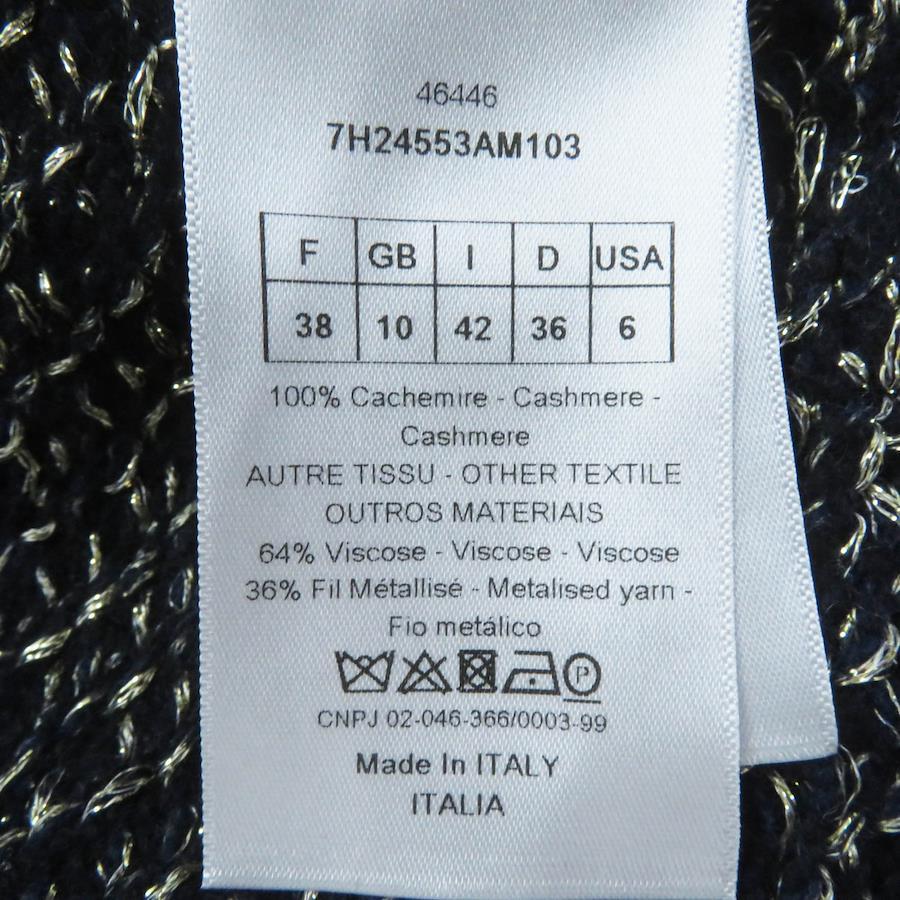 46446
7H24553AM103
F GB I D USA
38 10 42 36 6
100% Cachemire - Cashmere -
Cashmere
AUTRE TISSU - OTHER TEXTILE
OUTROS MATERIAIS
64% Viscose - Viscose - Viscose
36% Fil Métallisé - Metalised yarn -
Fio metálico
P
CNPJ 02-046-366/0003-99
Made In ITALY
ITALIA